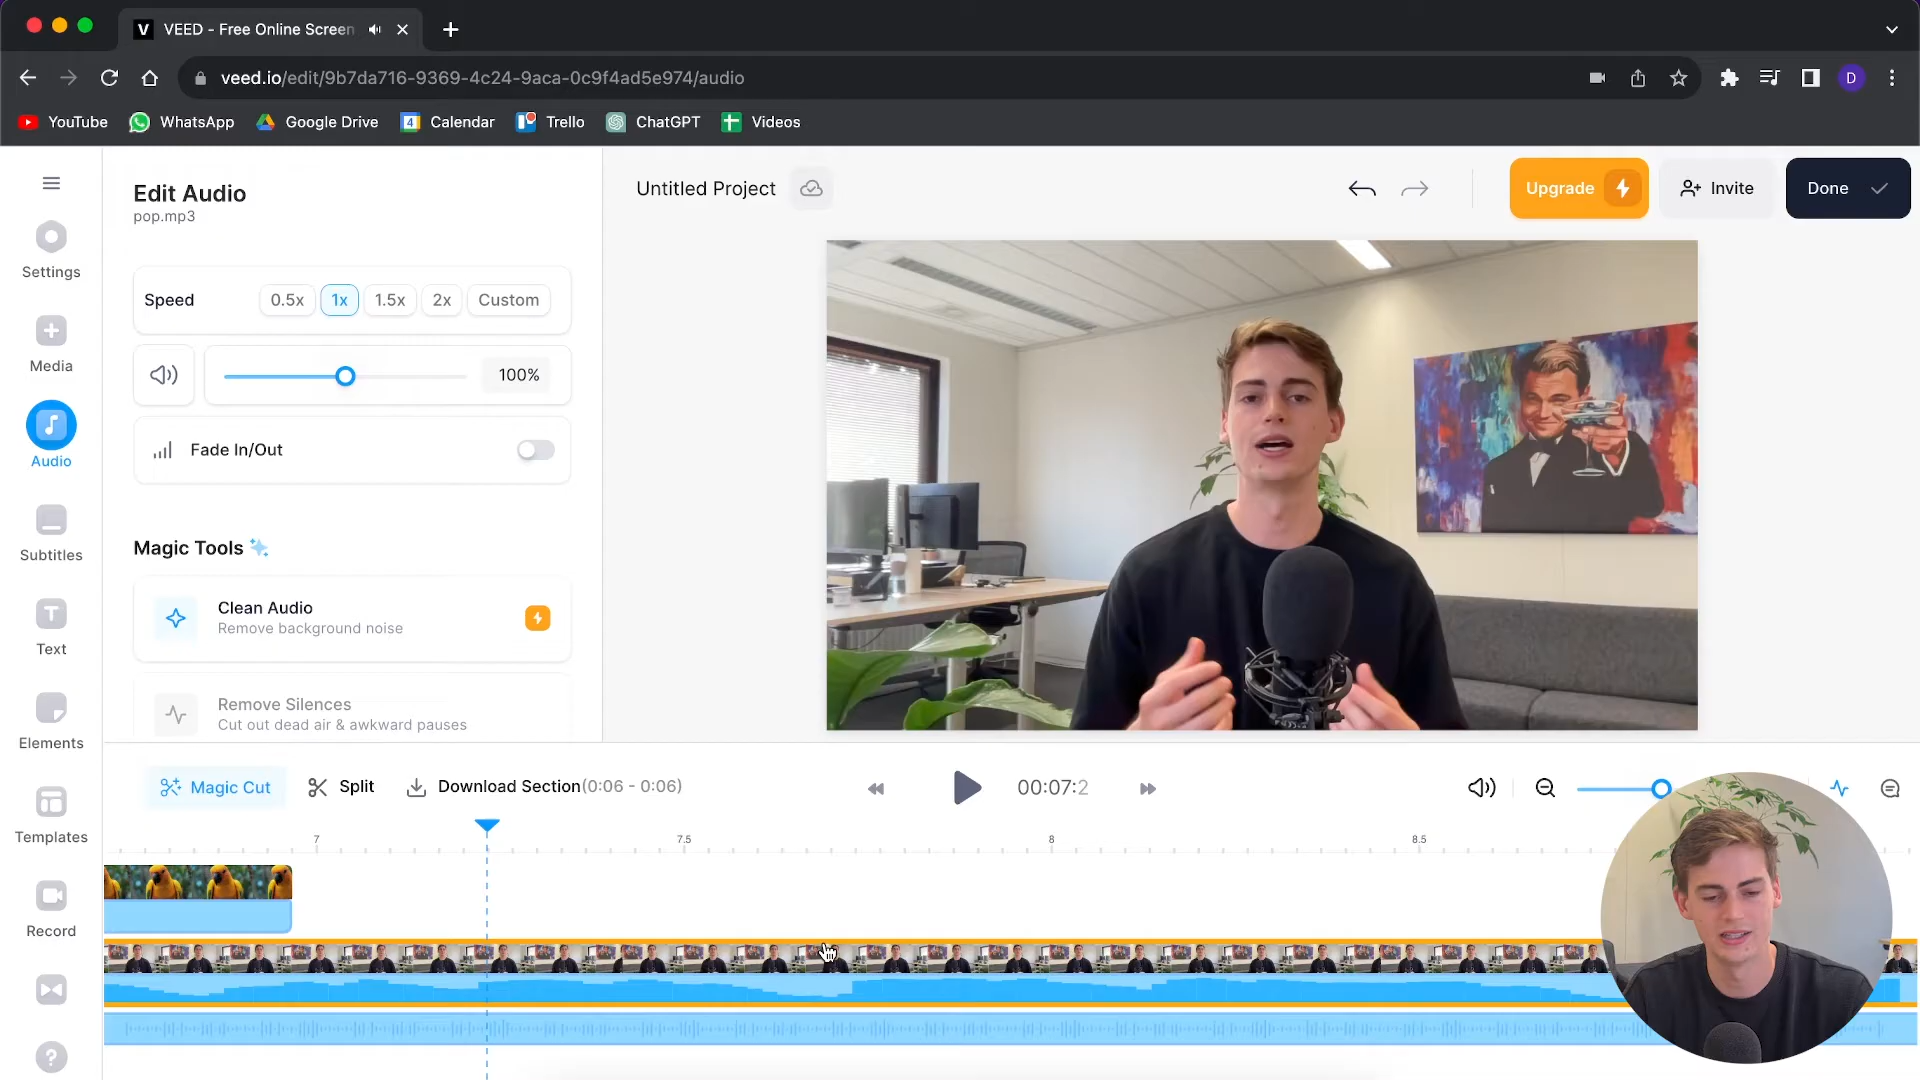 VEED - Free Online Screen
veed.io/edit/9b7da716-9369-4c24-9aca-0c9f4ad5e974/audio
D
YouTube
WhatsApp
Google Drive
4
Calendar
Trello
ChatGPT
Videos
Edit Audio
pop.mp3
Untitled Project
Upgrade
Invite
Done
Settings
Speed
0.5x
1x
1.5x
2x
Custom
Media
100%
Fade In/Out
Audio
Magic Tools
Subtitles
Clean Audio
Remove background noise
Text
Remove Silences
Cut out dead air & awkward pauses
Elements
Magic Cut
Split
Download Section(0:06 - 0:06)
00:07:2
7
7.5
8
8.5
Templates
Record